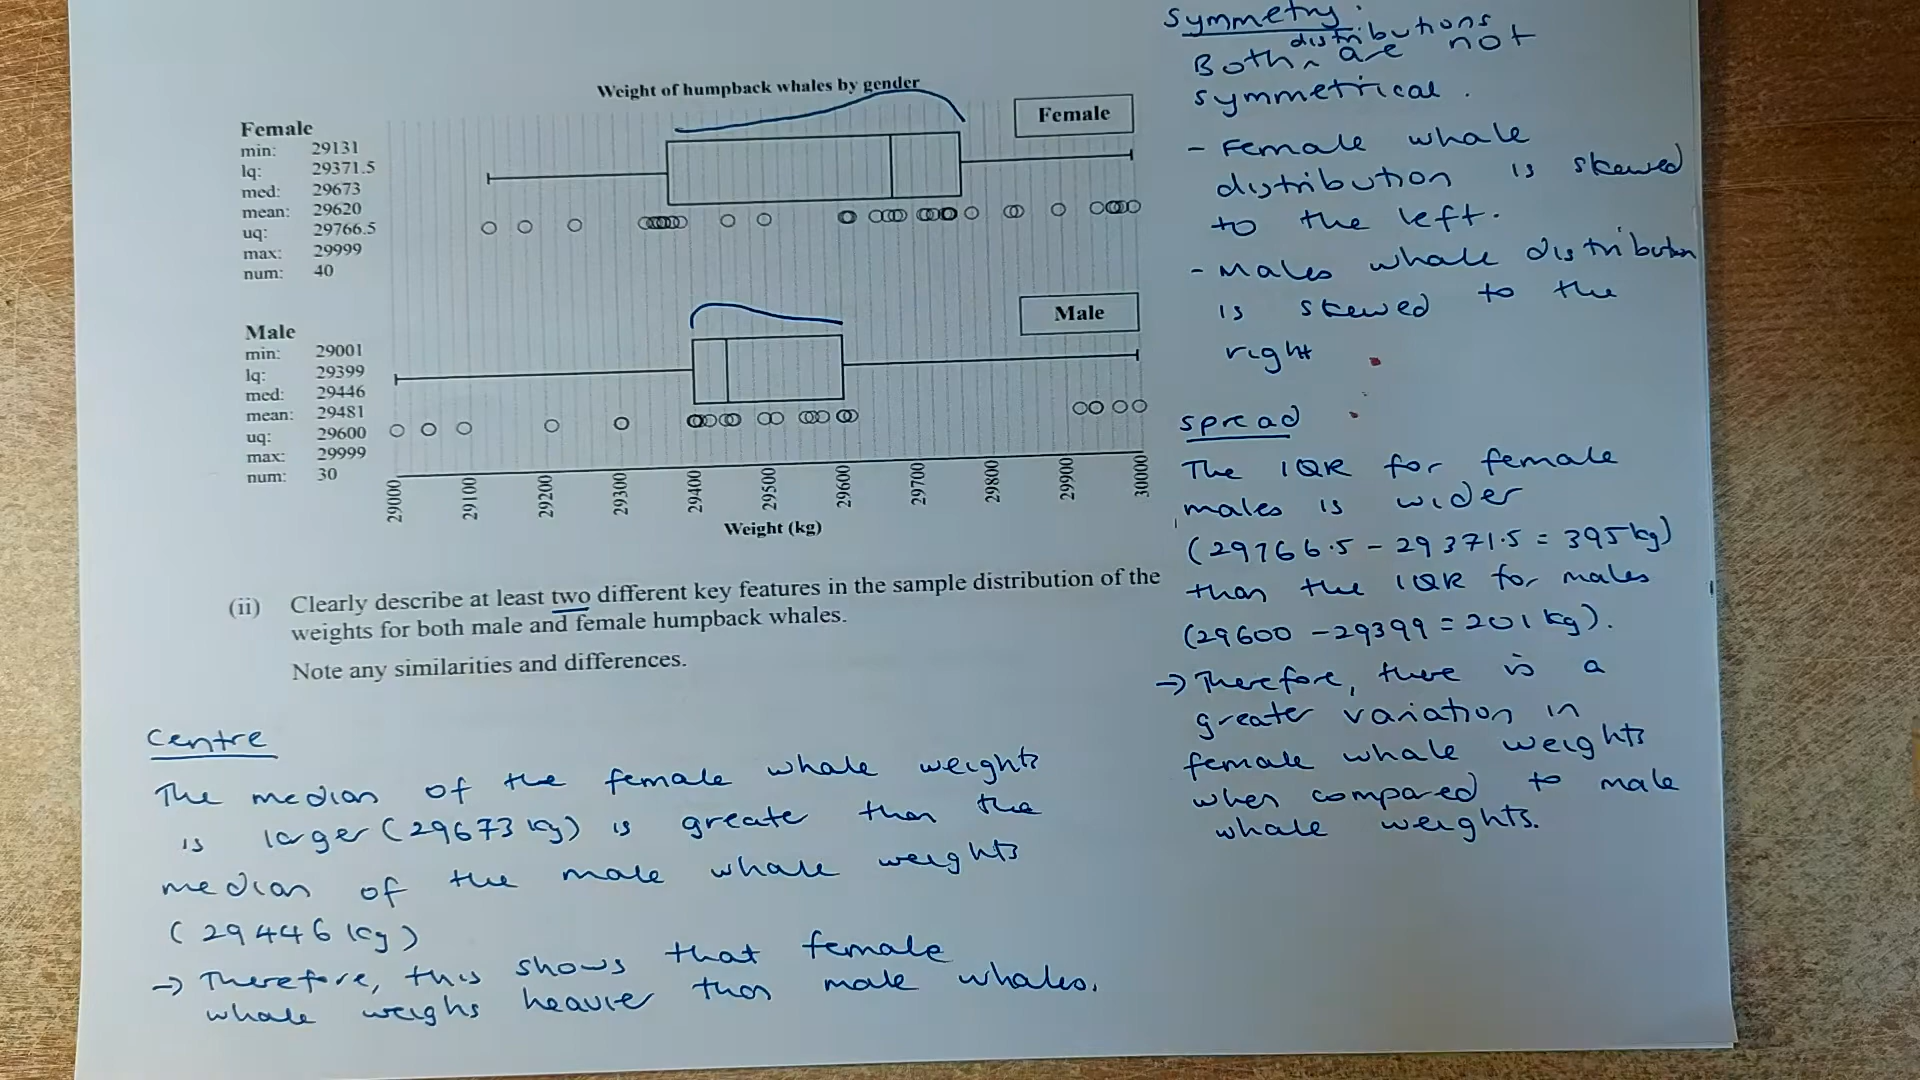 Weight of humpback whales by gender
Female
min: 29131
lq: 29371.5
med: 29673
mean: 29620
uq: 29766.5
max: 29999
num: 40
Female
Male
min: 29001
lq: 29399
med: 29446
mean: 29481
uq: 29600
max: 29999
num: 30
Male
29000 29100 29200 29300 29400 29500 29600 29700 29800 29900 30000
Weight (kg)
(ii) Clearly describe at least two different key features in the sample distribution of the
weights for both male and female humpback whales.
Note any similarities and differences.
Centre
The median of the female whale weights
is larger (29673 kg) is greater than the
median of the male whale weights
(29446 kg)
→ Therefore, this shows that female
whale weighs heavier than male whales.
Symmetry:
distributions
Both ^ are not
symmetrical.
- Female whale
distribution is skewed
to the left.
- Males whale distribution
is skewed to the
right
Spread
The IQR for female
males is wider
(29766.5 - 29371.5 = 395 kg)
than the IQR for males
(29600 - 29399 = 201 kg).
→ Therefore, there is a
greater variation in
female whale weights
when compared to male
whale weights.